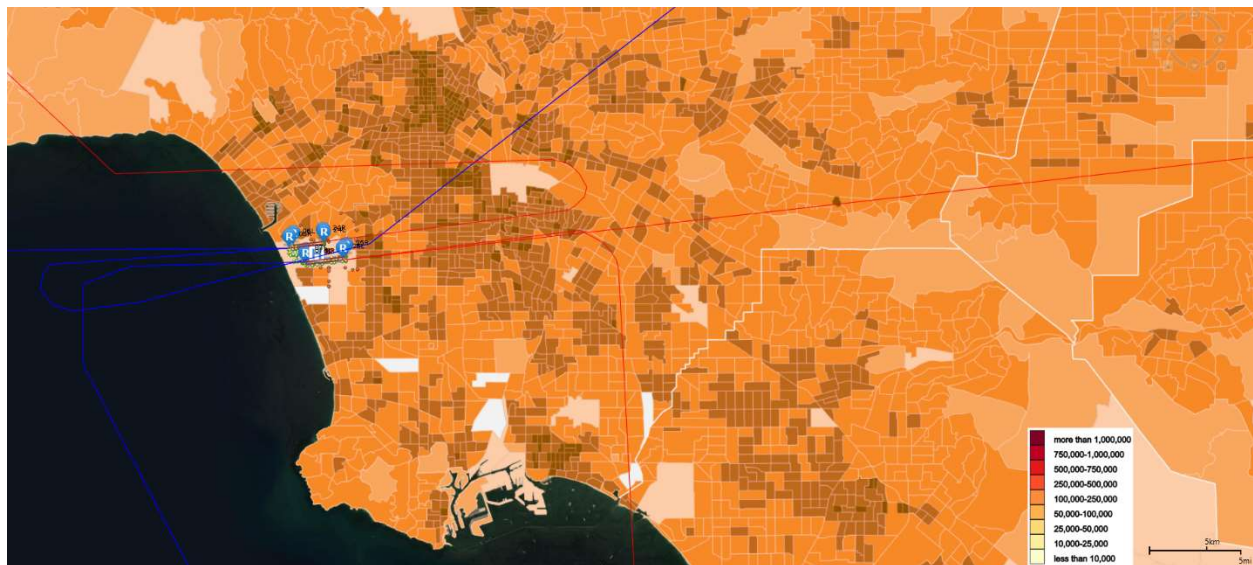 more than 1,000,000
750,000-1,000,000
500,000-750,000
250,000-500,000
100,000-250,000
50,000-100,000
25,000-50,000
10,000-25,000
less than 10,000
5km
5mi
R
R
R
R